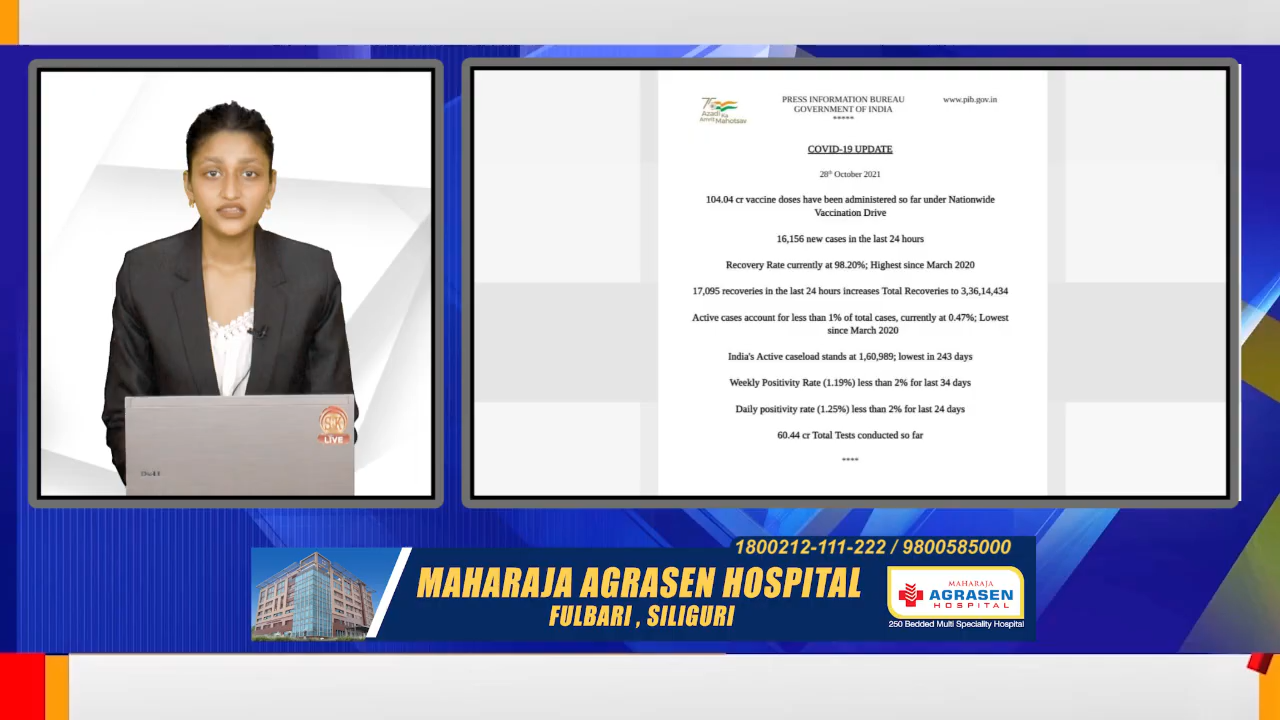 75
Azadi Ka
Amrit Mahotsav
PRESS INFORMATION BUREAU
GOVERNMENT OF INDIA
*****
www.pib.gov.in
COVID-19 UPDATE
28th October 2021
104.04 cr vaccine doses have been administered so far under Nationwide
Vaccination Drive
16,156 new cases in the last 24 hours
Recovery Rate currently at 98.20%; Highest since March 2020
17,095 recoveries in the last 24 hours increases Total Recoveries to 3,36,14,434
Active cases account for less than 1% of total cases, currently at 0.47%; Lowest
since March 2020
India's Active caseload stands at 1,60,989; lowest in 243 days
Weekly Positivity Rate (1.19%) less than 2% for last 34 days
Daily positivity rate (1.25%) less than 2% for last 24 days
60.44 cr Total Tests conducted so far
****
LIVE
1800212-111-222 / 9800585000
MAHARAJA AGRASEN HOSPITAL
FULBARI , SILIGURI
MAHARAJA
AGRASEN
HOSPITAL
250 Bedded Multi Speciality Hospital